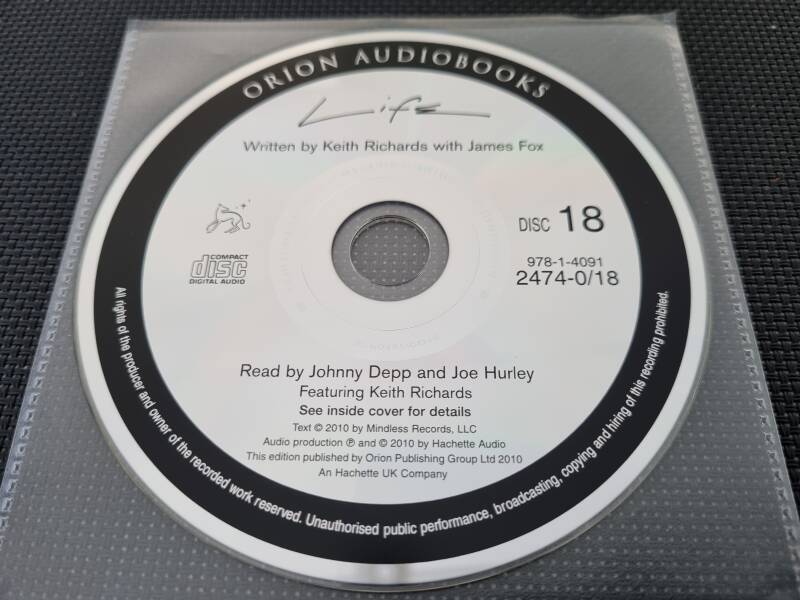 ORION AUDIOBOOKS
Life
Written by Keith Richards with James Fox
DISC 18
COMPACT
disc
DIGITAL AUDIO
978-1-4091
2474-0/18
Read by Johnny Depp and Joe Hurley
Featuring Keith Richards
See inside cover for details
Text © 2010 by Mindless Records, LLC
Audio production ℗ and © 2010 by Hachette Audio
This edition published by Orion Publishing Group Ltd 2010
An Hachette UK Company
All rights of the producer and owner of the recorded work reserved. Unauthorised public performance, broadcasting, copying and hiring of this recording prohibited.